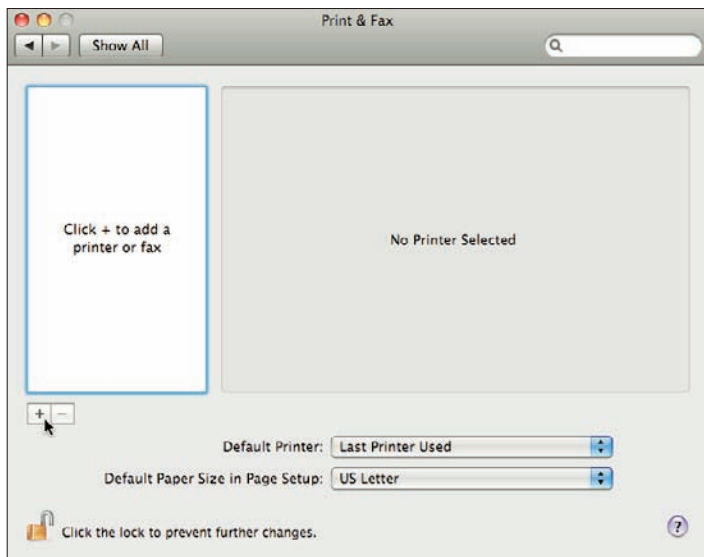 Print & Fax
Show All
Click + to add a
printer or fax
No Printer Selected
+ −
Default Printer: Last Printer Used
Default Paper Size in Page Setup: US Letter
Click the lock to prevent further changes.
?